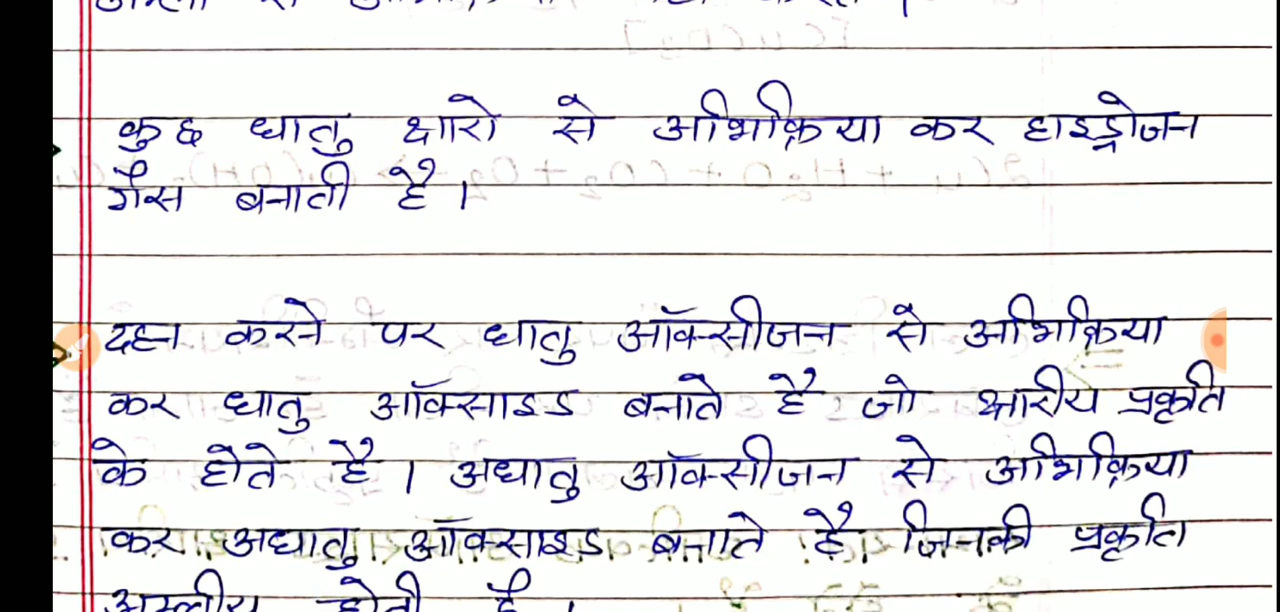 कुछ धातु क्षारो से अभिक्रिया कर हाइड्रोजन
गैस बनाती है ।
दहन करने पर धातु ऑक्सीजन से अभिक्रिया
कर धातु ऑक्साइड बनाते है जो क्षारीय प्रकृति
के होते है । अधातु ऑक्सीजन से अभिक्रिया
कर अधातु ऑक्साइड बनाते है जिनकी प्रकृति
अम्लीय होती है ।